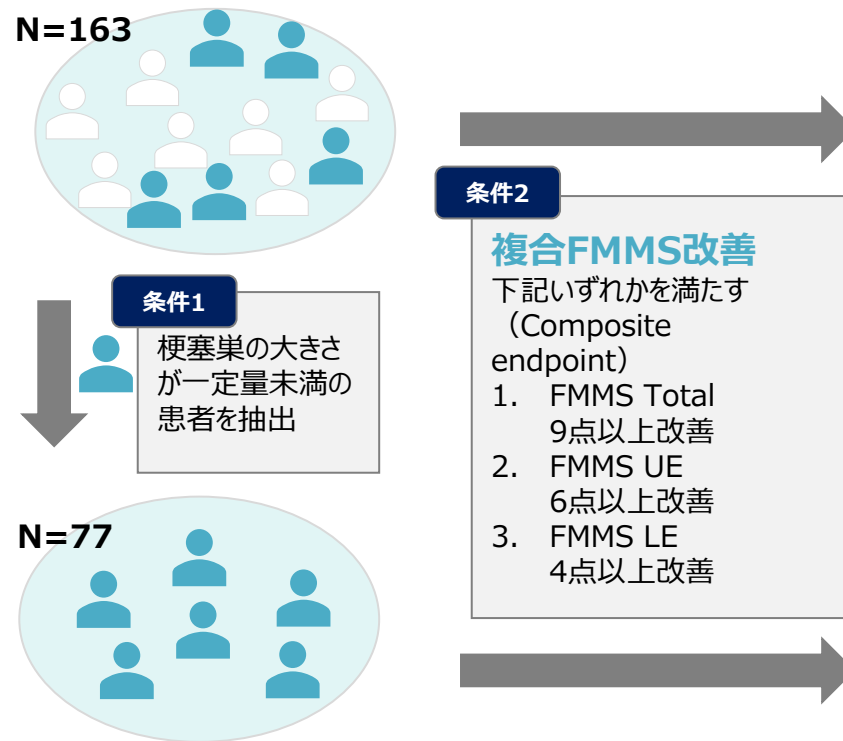 N=163
条件1
梗塞巣の大きさ
が一定量未満の
患者を抽出
N=77
条件2
複合FMMS改善
下記いずれかを満たす
（Composite
endpoint）
1. FMMS Total
9点以上改善
2. FMMS UE
6点以上改善
3. FMMS LE
4点以上改善